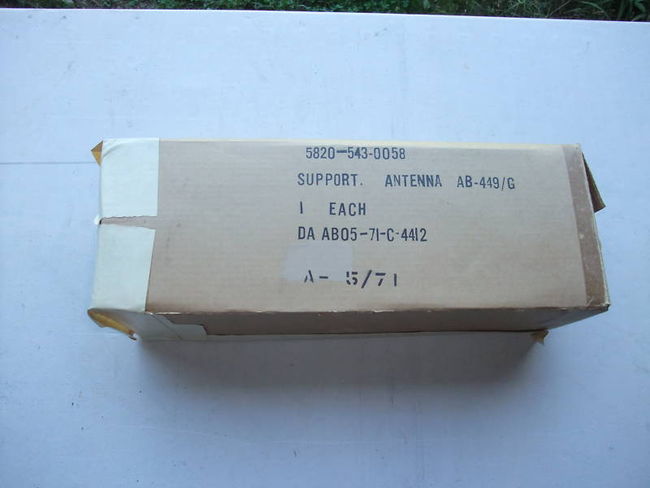 5820-543-0058
SUPPORT. ANTENNA AB-449/G
1 EACH
DA AB05-71-C-4412
A- 5/71